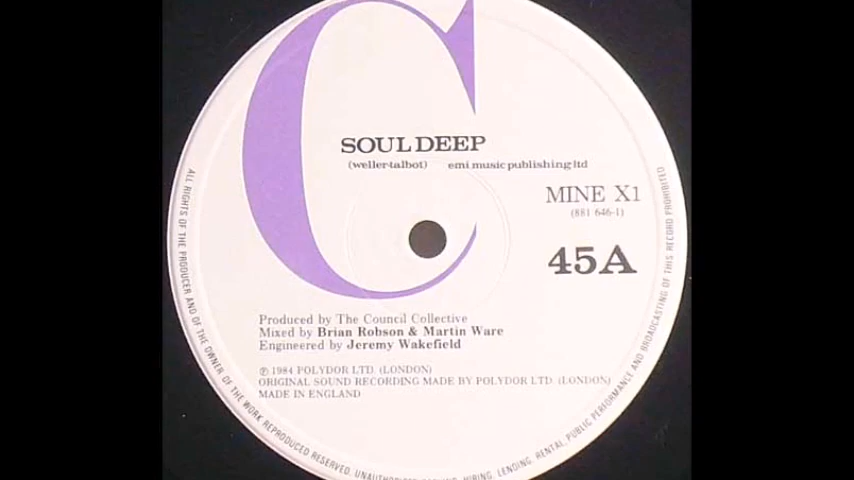 C
SOUL DEEP
(weller-talbot) emi music publishing ltd
MINE X1
(881 646-1)
45A
Produced by The Council Collective
Mixed by Brian Robson & Martin Ware
Engineered by Jeremy Wakefield
℗ 1984 POLYDOR LTD. (LONDON)
ORIGINAL SOUND RECORDING MADE BY POLYDOR LTD. (LONDON)
MADE IN ENGLAND
ALL RIGHTS OF THE PRODUCER AND OF THE OWNER OF THE WORK REPRODUCED RESERVED. HIRING, LENDING, RENTAL, PUBLIC PERFORMANCE AND BROADCASTING OF THIS RECORD PROHIBITED